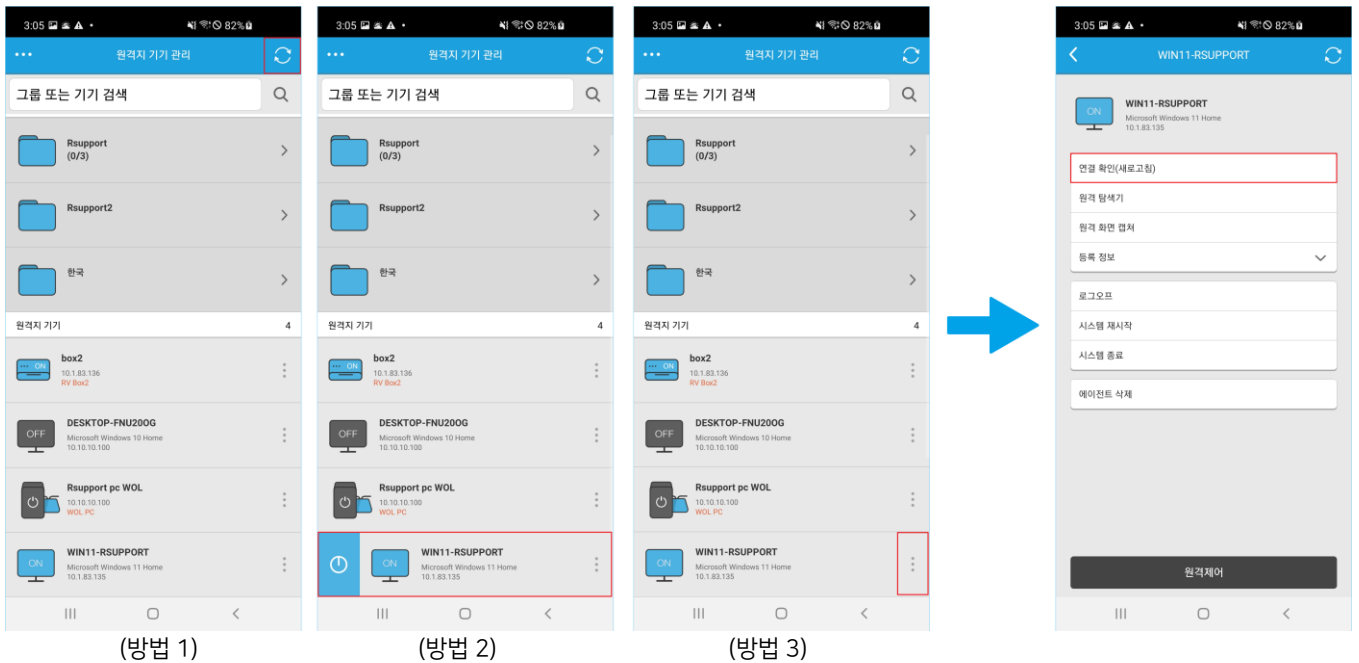 3:05 82%
원격지 기기 관리
그룹 또는 기기 검색
Rsupport
(0/3)
Rsupport2
한국
원격지 기기 4
ON
box2
10.1.83.136
RV Box2
OFF
DESKTOP-FNU200G
Microsoft Windows 10 Home
10.10.10.100
Rsupport pc WOL
10.10.10.100
WOL PC
ON
WIN11-RSUPPORT
Microsoft Windows 11 Home
10.1.83.135
(방법 1)
3:05 82%
원격지 기기 관리
그룹 또는 기기 검색
Rsupport
(0/3)
Rsupport2
한국
원격지 기기 4
ON
box2
10.1.83.136
RV Box2
OFF
DESKTOP-FNU200G
Microsoft Windows 10 Home
10.10.10.100
Rsupport pc WOL
10.10.10.100
WOL PC
ON
WIN11-RSUPPORT
Microsoft Windows 11 Home
10.1.83.135
(방법 2)
3:05 82%
원격지 기기 관리
그룹 또는 기기 검색
Rsupport
(0/3)
Rsupport2
한국
원격지 기기 4
ON
box2
10.1.83.136
RV Box2
OFF
DESKTOP-FNU200G
Microsoft Windows 10 Home
10.10.10.100
Rsupport pc WOL
10.10.10.100
WOL PC
ON
WIN11-RSUPPORT
Microsoft Windows 11 Home
10.1.83.135
(방법 3)
3:05 82%
WIN11-RSUPPORT
ON
WIN11-RSUPPORT
Microsoft Windows 11 Home
10.1.83.135
연결 확인(새로고침)
원격 탐색기
원격 화면 캡쳐
등록 정보
로그오프
시스템 재시작
시스템 종료
에이전트 삭제
원격제어